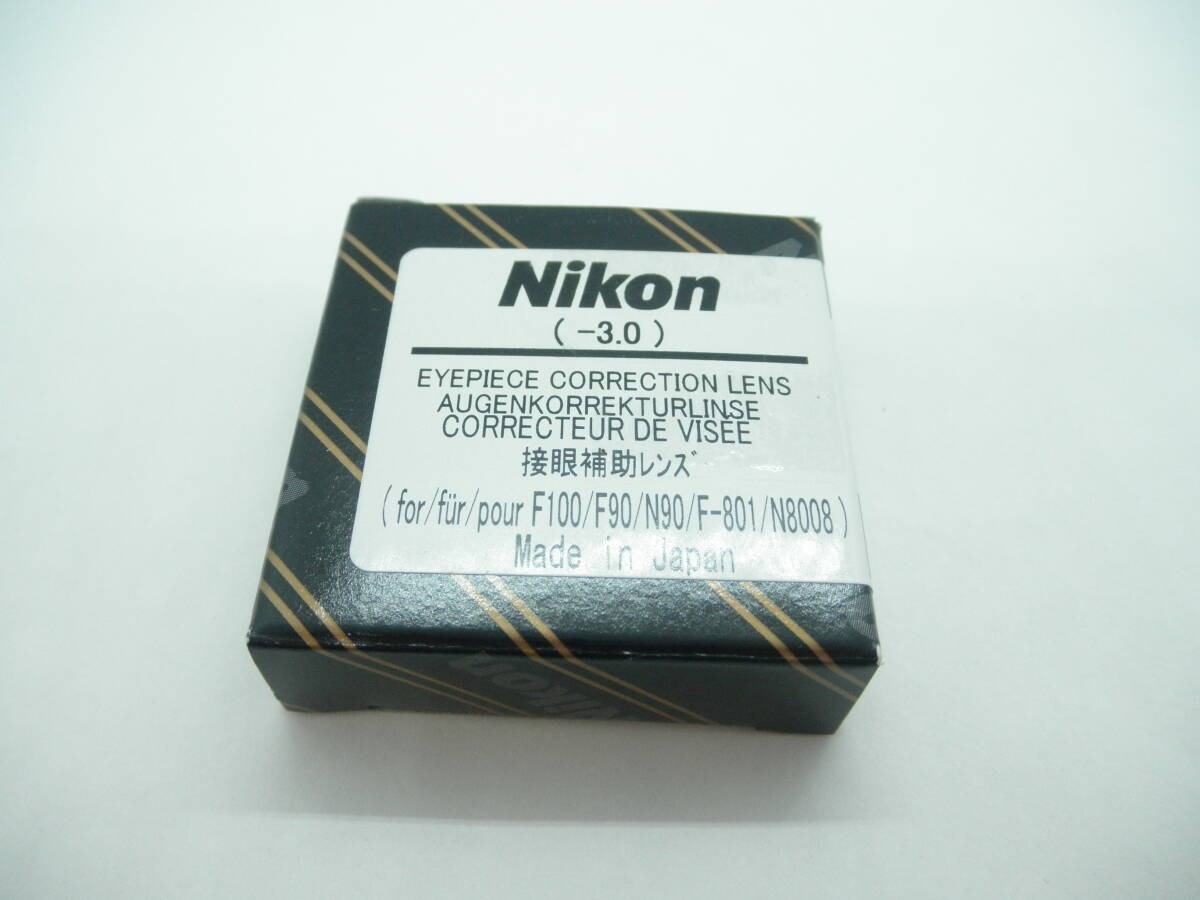 Nikon
( -3.0 )
EYEPIECE CORRECTION LENS
AUGENKORREKTURLINSE
CORRECTEUR DE VISÉE
接眼補助レンズ
( for/für/pour F100/F90/N90/F-801/N8008 )
Made in Japan
Nikon